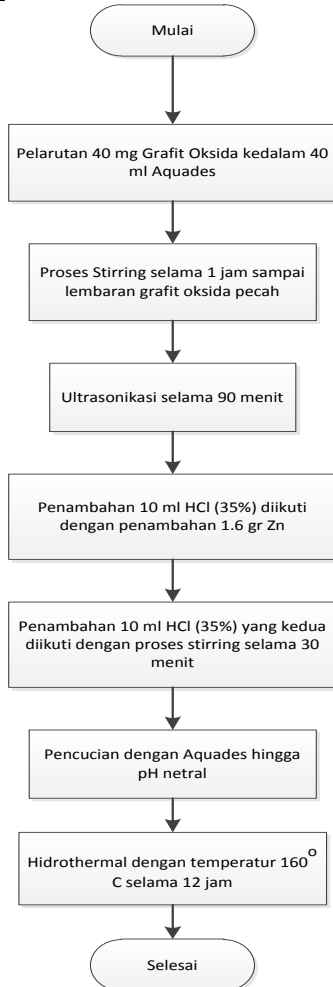 Mulai
Pelarutan 40 mg Grafit Oksida kedalam 40
ml Aquades
Proses Stirring selama 1 jam sampai
lembaran grafit oksida pecah
Ultrasonikasi selama 90 menit
Penambahan 10 ml HCl (35%) diikuti
dengan penambahan 1.6 gr Zn
Penambahan 10 ml HCl (35%) yang kedua
diikuti dengan proses stirring selama 30
menit
Pencucian dengan Aquades hingga
pH netral
Hidrothermal dengan temperatur 160°
C selama 12 jam
Selesai